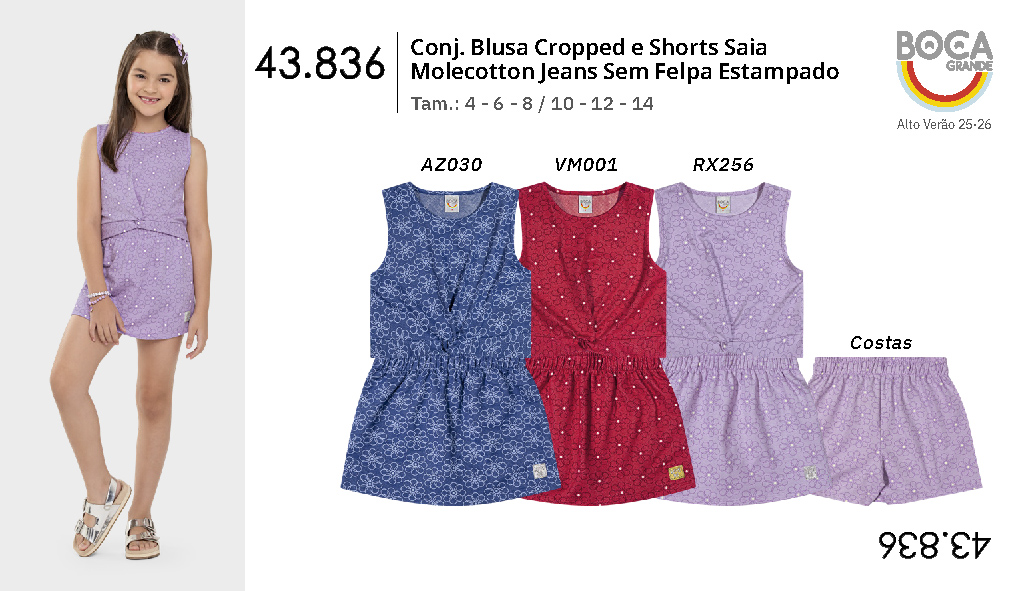 43.836
Conj. Blusa Cropped e Shorts Saia
Molecotton Jeans Sem Felpa Estampado
Tam.: 4 - 6 - 8 / 10 - 12 - 14
BOCA
GRANDE
Alto Verão 25-26
AZ030
VM001
RX256
Costas
43.836